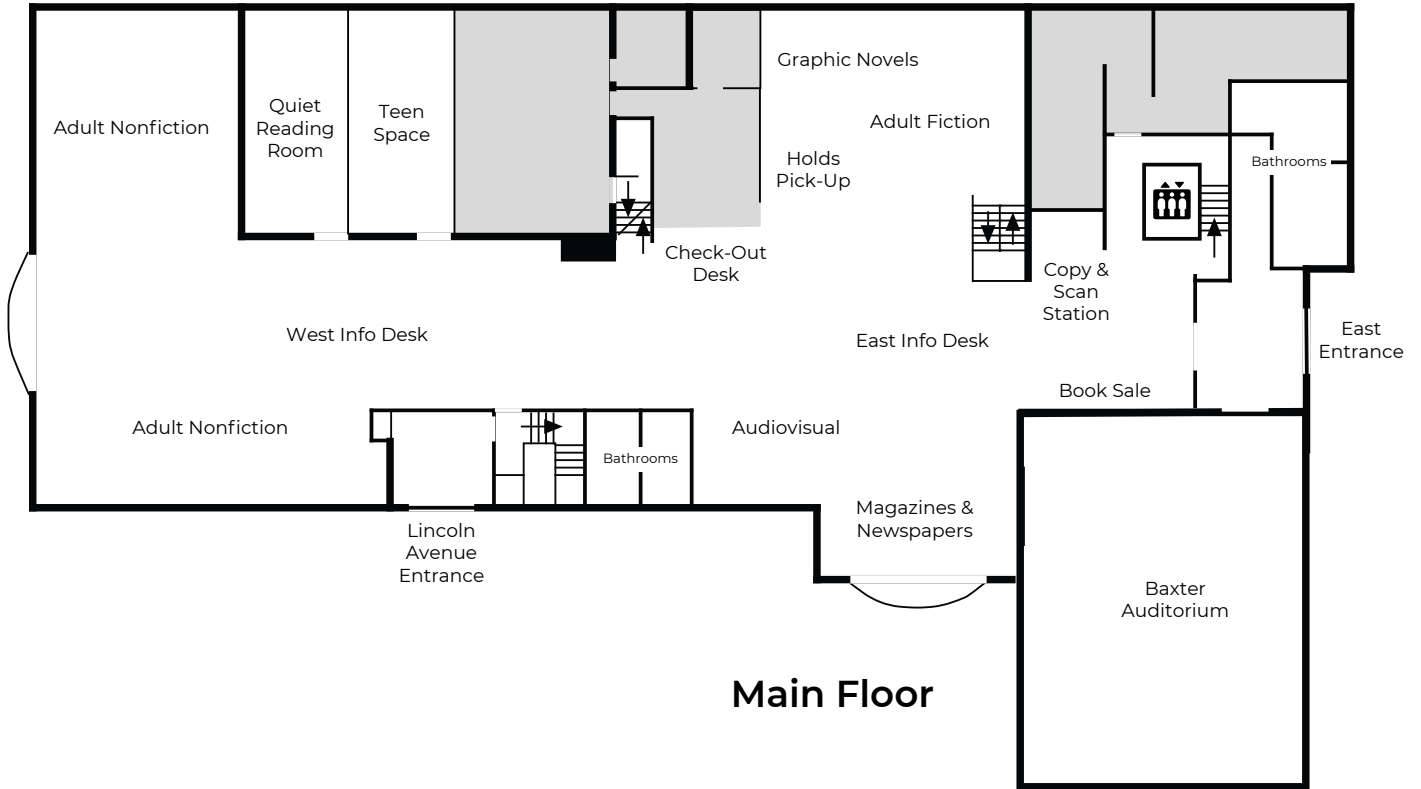 Graphic Novels
Adult Nonfiction
Quiet
Reading
Room
Teen
Space
Adult Fiction
Holds
Pick-Up
Bathrooms
Check-Out
Desk
Copy &
Scan
Station
West Info Desk
East Info Desk
East
Entrance
Book Sale
Adult Nonfiction
Audiovisual
Bathrooms
Magazines &
Newspapers
Lincoln
Avenue
Entrance
Baxter
Auditorium
Main Floor